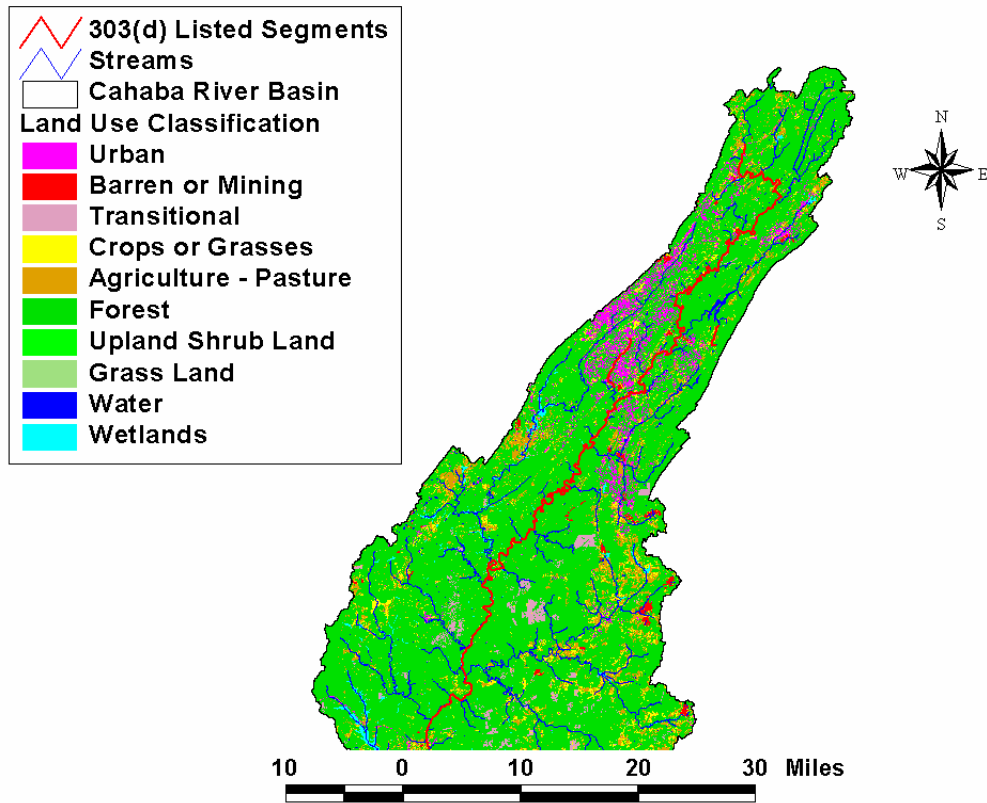 303(d) Listed Segments
Streams
Cahaba River Basin
Land Use Classification
Urban
Barren or Mining
Transitional
Crops or Grasses
Agriculture - Pasture
Forest
Upland Shrub Land
Grass Land
Water
Wetlands
N
W E
S
10 0 10 20 30 Miles